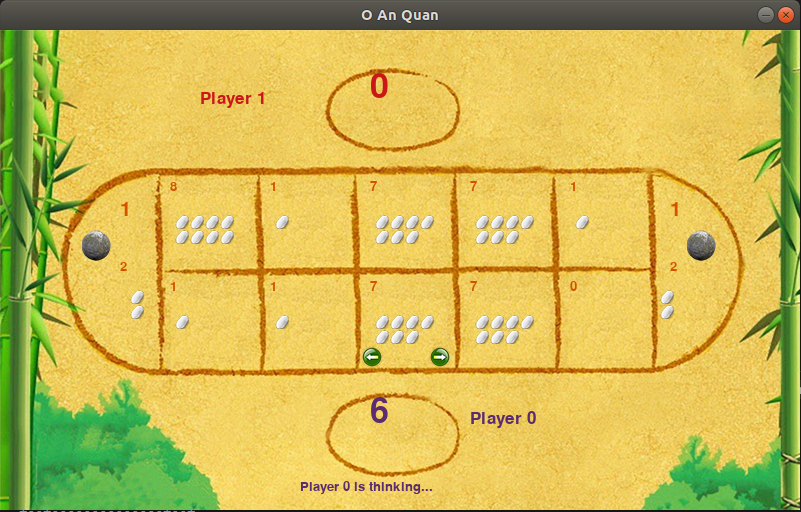 O An Quan
Player 1
0
8 1 7 7 1
1 1
2 2
1 1 7 7 0
6
Player 0
Player 0 is thinking...